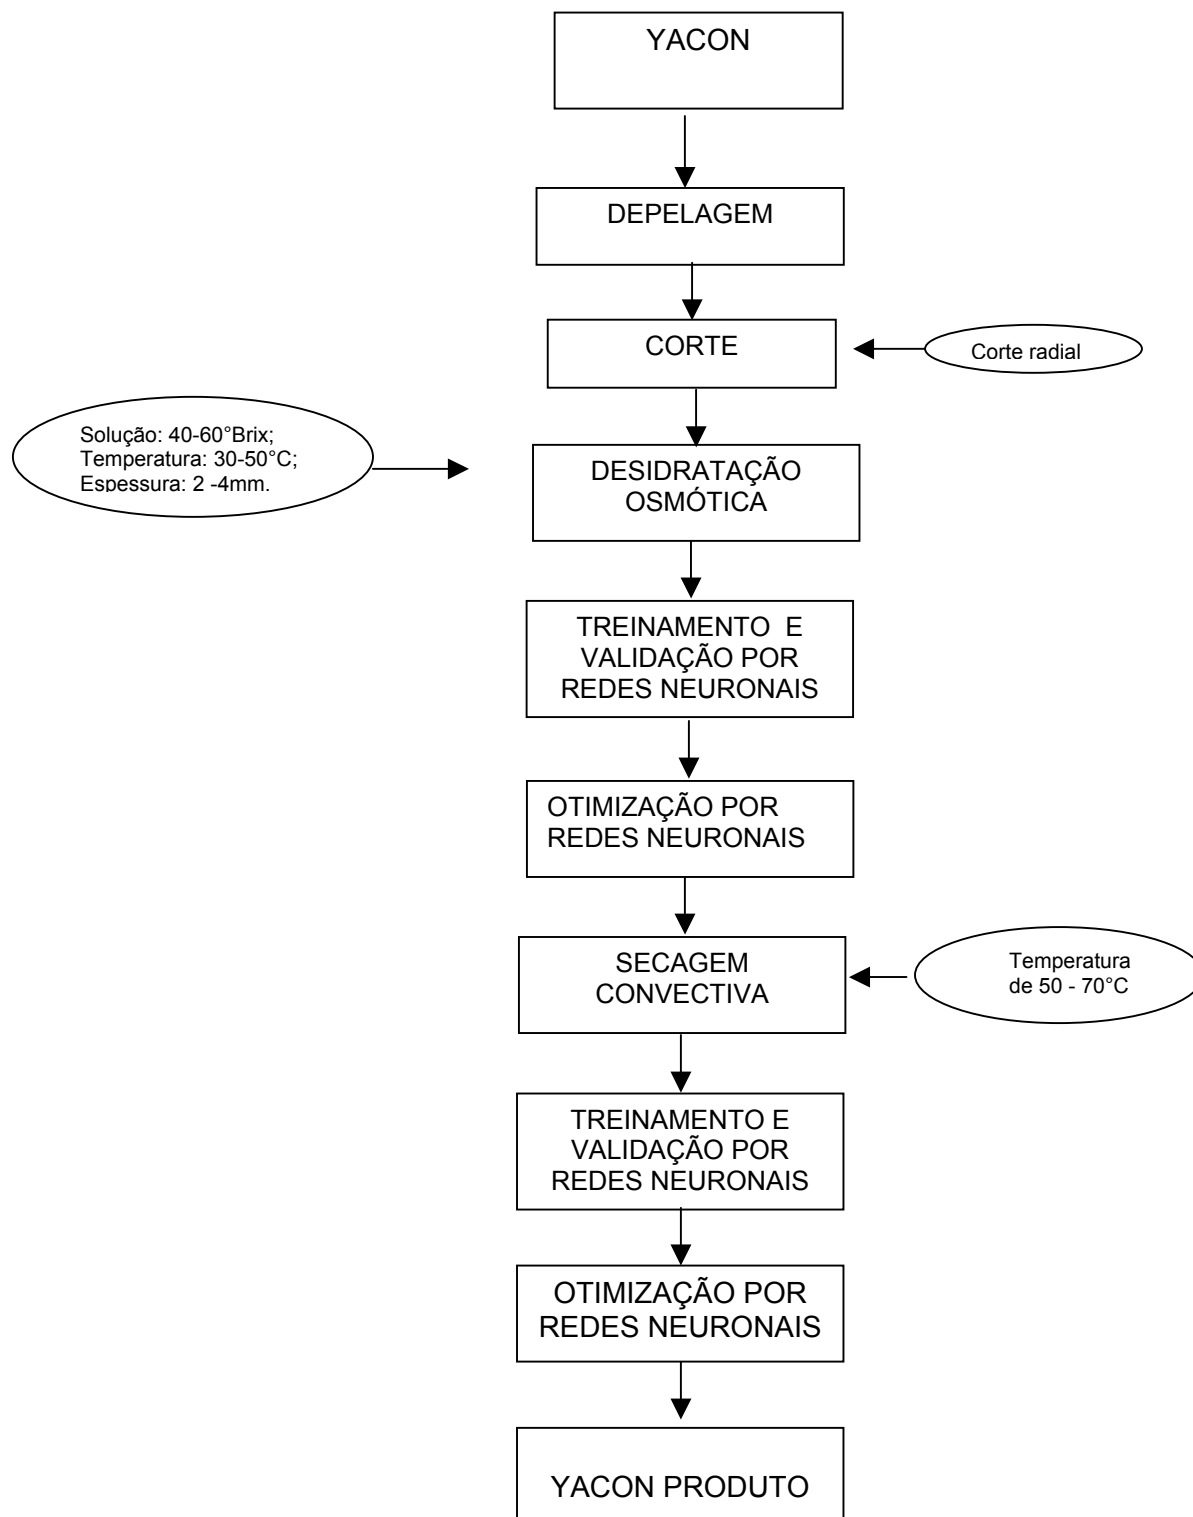 YACON
DEPELAGEM
CORTE
Corte radial
Solução: 40-60°Brix;
Temperatura: 30-50°C;
Espessura: 2 -4mm.
DESIDRATAÇÃO
OSMÓTICA
TREINAMENTO E
VALIDAÇÃO POR
REDES NEURONAIS
OTIMIZAÇÃO POR
REDES NEURONAIS
SECAGEM
CONVECTIVA
Temperatura
de 50 - 70°C
TREINAMENTO E
VALIDAÇÃO POR
REDES NEURONAIS
OTIMIZAÇÃO POR
REDES NEURONAIS
YACON PRODUTO